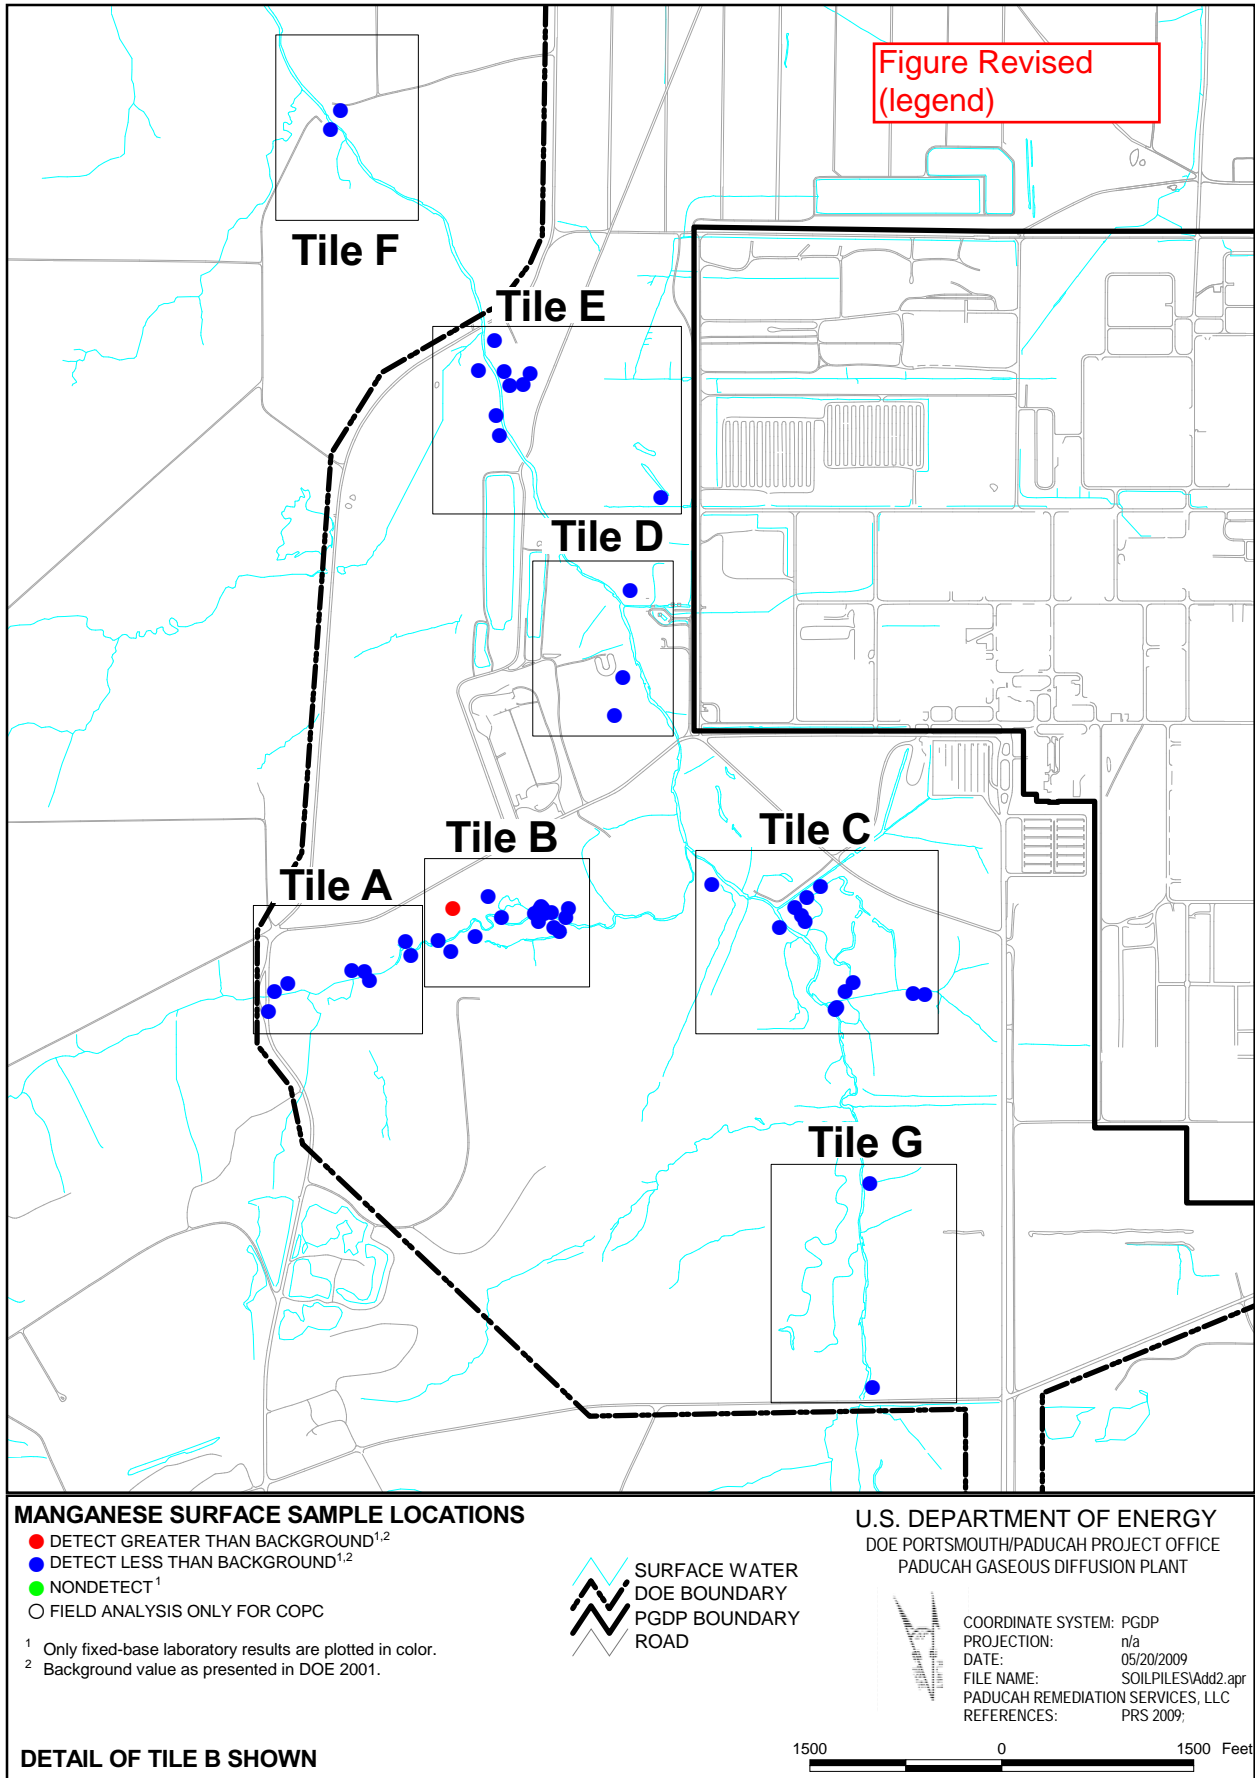 Figure Revised
(legend)
Tile F
Tile E
Tile D
Tile B
Tile C
Tile A
Tile G
MANGANESE SURFACE SAMPLE LOCATIONS
DETECT GREATER THAN BACKGROUND1,2
DETECT LESS THAN BACKGROUND1,2
NONDETECT1
FIELD ANALYSIS ONLY FOR COPC
1 Only fixed-base laboratory results are plotted in color.
2 Background value as presented in DOE 2001.
DETAIL OF TILE B SHOWN
SURFACE WATER
DOE BOUNDARY
PGDP BOUNDARY
ROAD
U.S. DEPARTMENT OF ENERGY
DOE PORTSMOUTH/PADUCAH PROJECT OFFICE
PADUCAH GASEOUS DIFFUSION PLANT
COORDINATE SYSTEM: PGDP
PROJECTION: n/a
DATE: 05/20/2009
FILE NAME: SOILPILES\Add2.apr
PADUCAH REMEDIATION SERVICES, LLC
REFERENCES: PRS 2009;
1500 0 1500 Feet